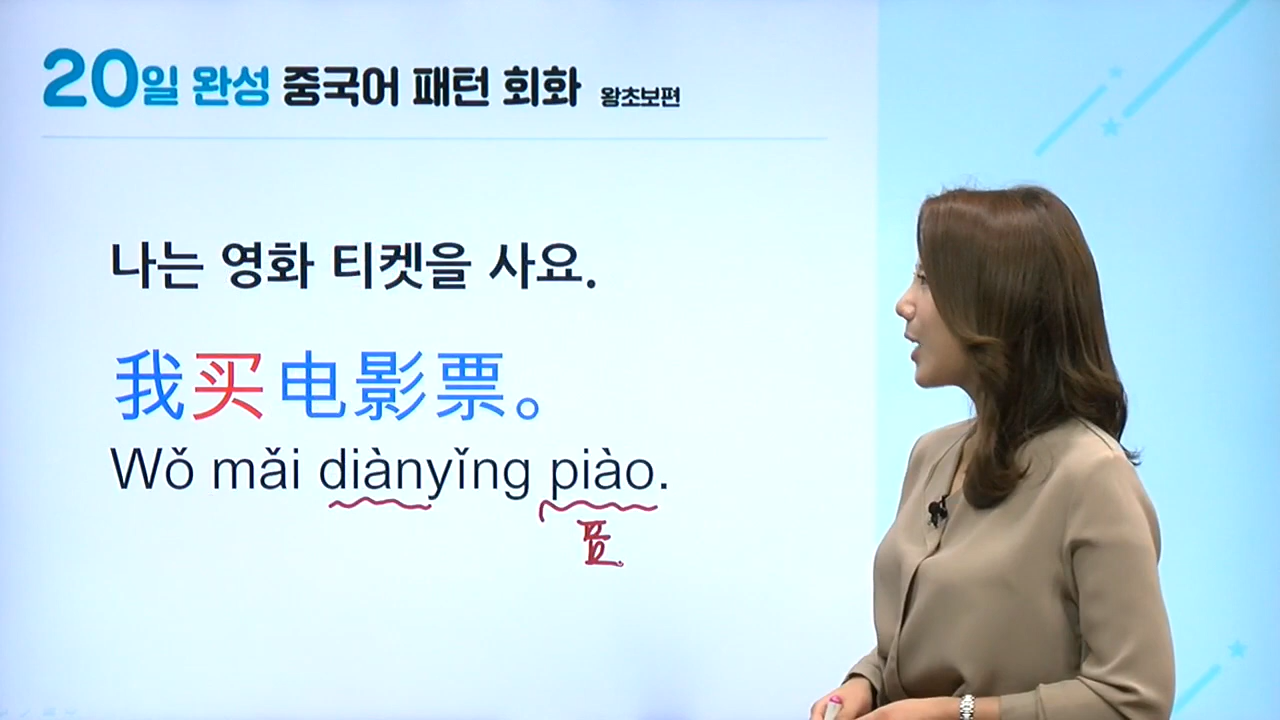 20일 완성 중국어 패턴 회화 왕초보편
나는 영화 티켓을 사요.
我买电影票。
Wǒ mǎi diànyǐng piào.
표